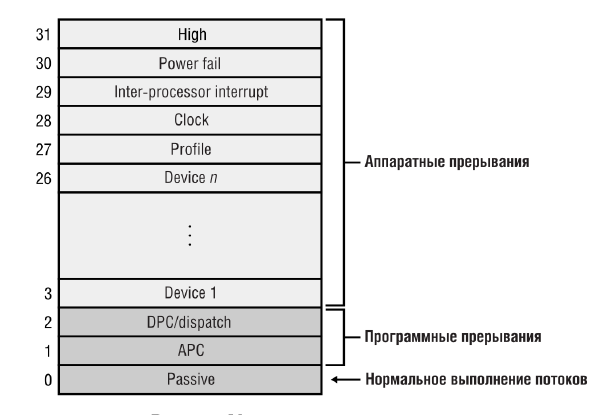 31 High
30 Power fail
29 Inter-processor interrupt
28 Clock
27 Profile
26 Device n
Аппаратные прерывания
3 Device 1
2 DPC/dispatch
Программные прерывания
1 APC
0 Passive
Нормальное выполнение потоков